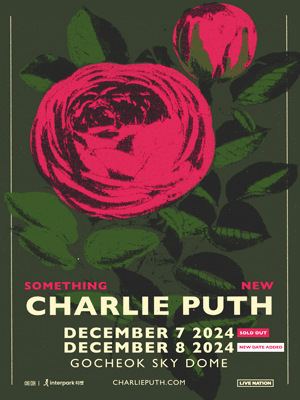 SOMETHING NEW
CHARLIE PUTH
DECEMBER 7 2024 SOLD OUT
DECEMBER 8 2024 NEW DATE ADDED
GOCHEOK SKY DOME
interpark 티켓 CHARLIEPUTH.COM LIVE NATION